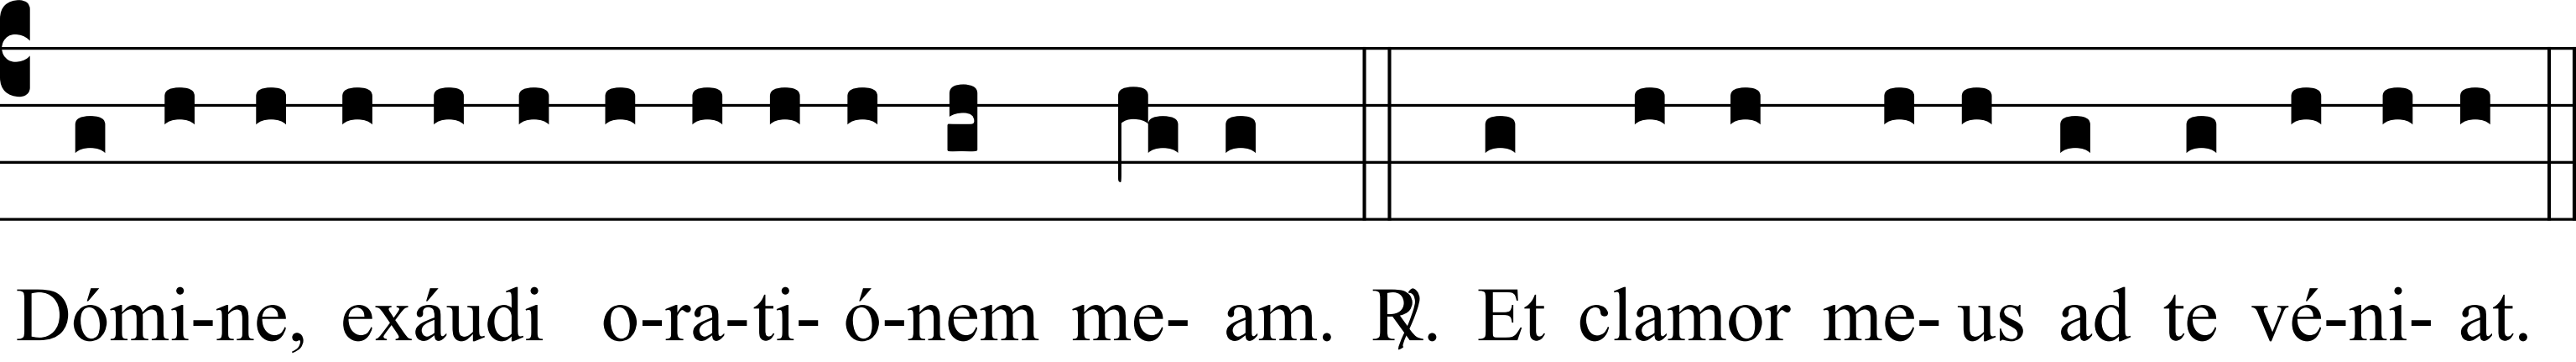 Dómi-ne, exáudi o-ra-ti- ó-nem me- am. ℟. Et clamor me- us ad te vé-ni- at.